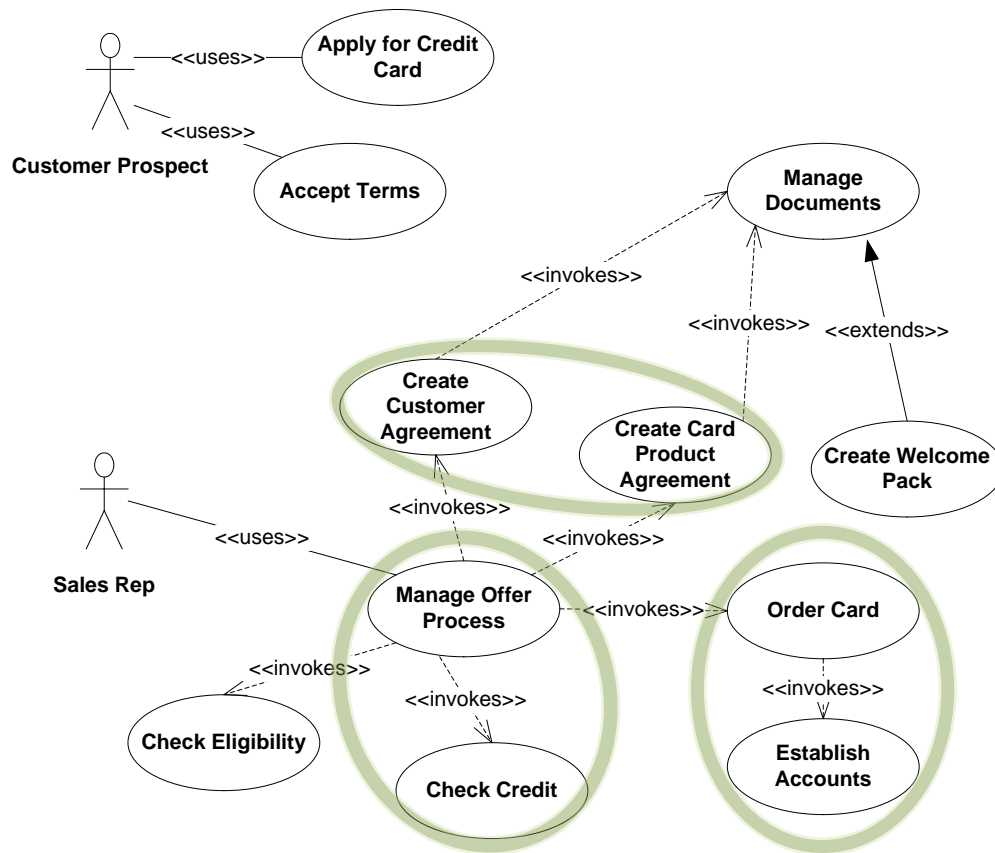 Apply for Credit
Card
<<uses>>
<<uses>>
Customer Prospect
Accept Terms
Manage
Documents
<<invokes>>
<<invokes>>
<<extends>>
Create
Customer
Agreement
Create Card
Product
Agreement
Create Welcome
Pack
<<invokes>>
<<invokes>>
<<uses>>
Sales Rep
Manage Offer
Process
<<invokes>>
Order Card
<<invokes>>
<<invokes>>
<<invokes>>
Check Eligibility
Establish
Accounts
Check Credit